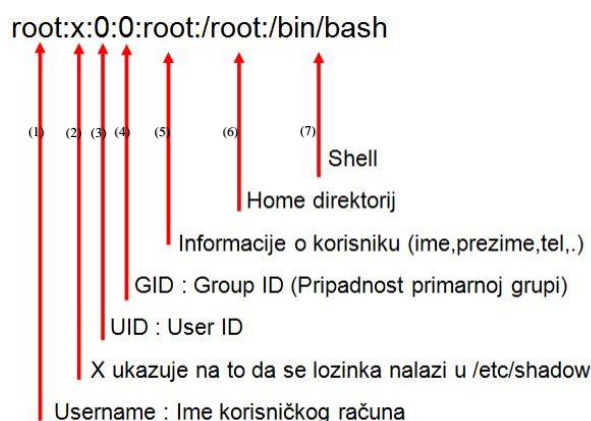 root:x:0:0:root:/root:/bin/bash
(1) (2) (3) (4) (5) (6) (7)
Shell
Home direktorij
Informacije o korisniku (ime,prezime,tel,.)
GID : Group ID (Pripadnost primarnoj grupi)
UID : User ID
X ukazuje na to da se lozinka nalazi u /etc/shadow
Username : Ime korisničkog računa